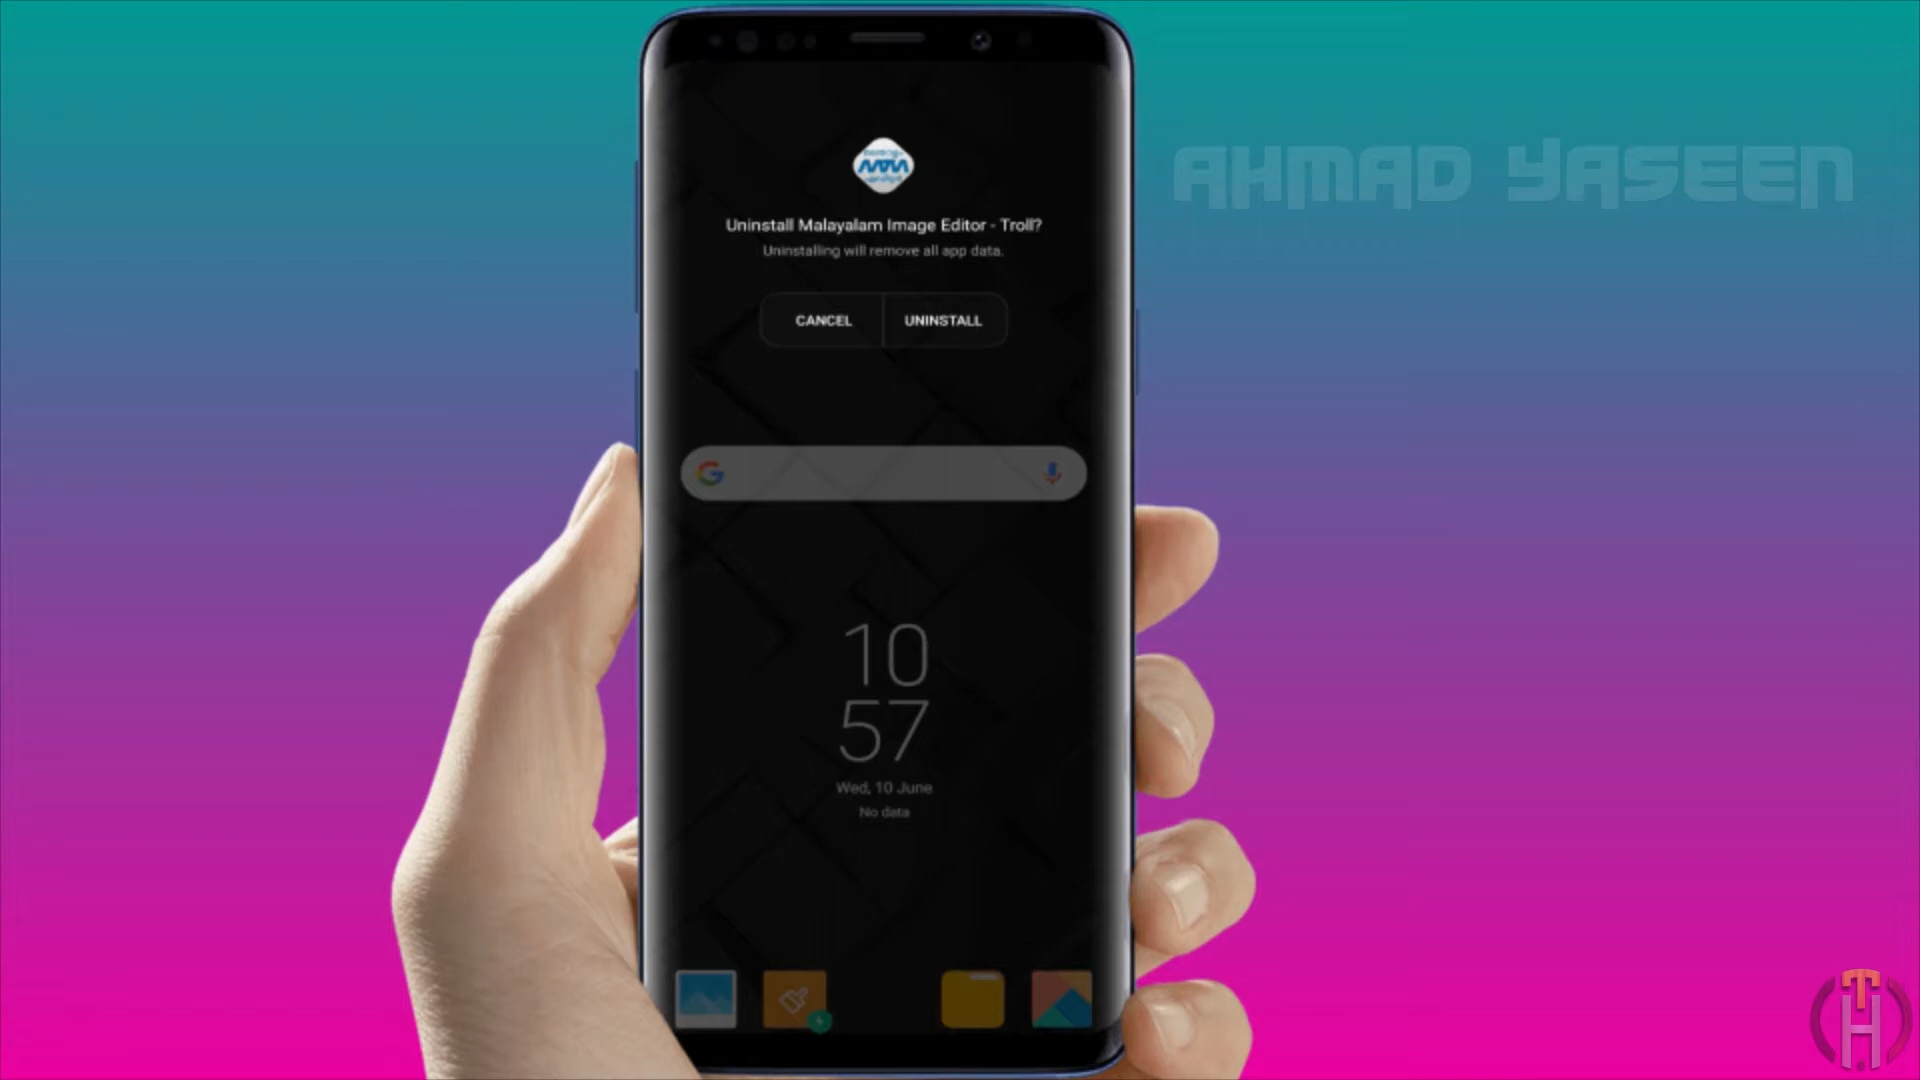 AHMAD YASEEN
Uninstall Malayalam Image Editor - Troll?
Uninstalling will remove all app data.
CANCEL
UNINSTALL
10
57
Wed, 10 June
No data
TH